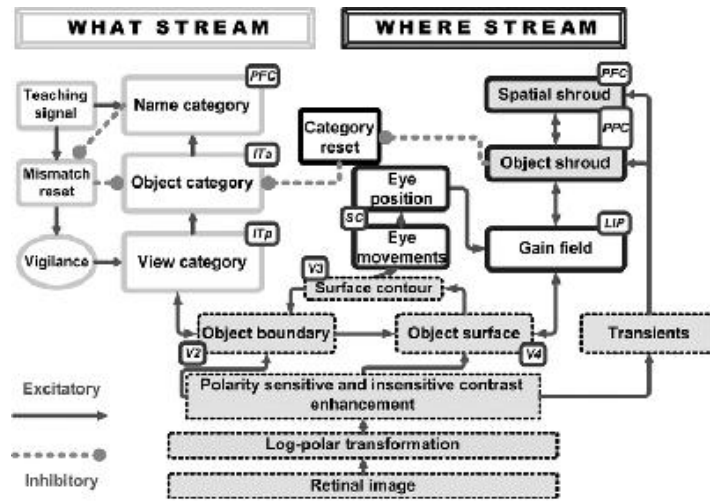 WHAT STREAM
WHERE STREAM
PFC
Teaching
signal
Name category
Mismatch
reset
ITa
Object category
Vigilance
ITp
View category
Category
reset
PFC
Spatial shroud
PPC
Object shroud
Eye
position
SC
Eye
movements
LIP
Gain field
V3
Surface contour
Object boundary
V2
Object surface
V4
Transients
Polarity sensitive and insensitive contrast
enhancement
Log-polar transformation
Retinal image
Excitatory
Inhibitory